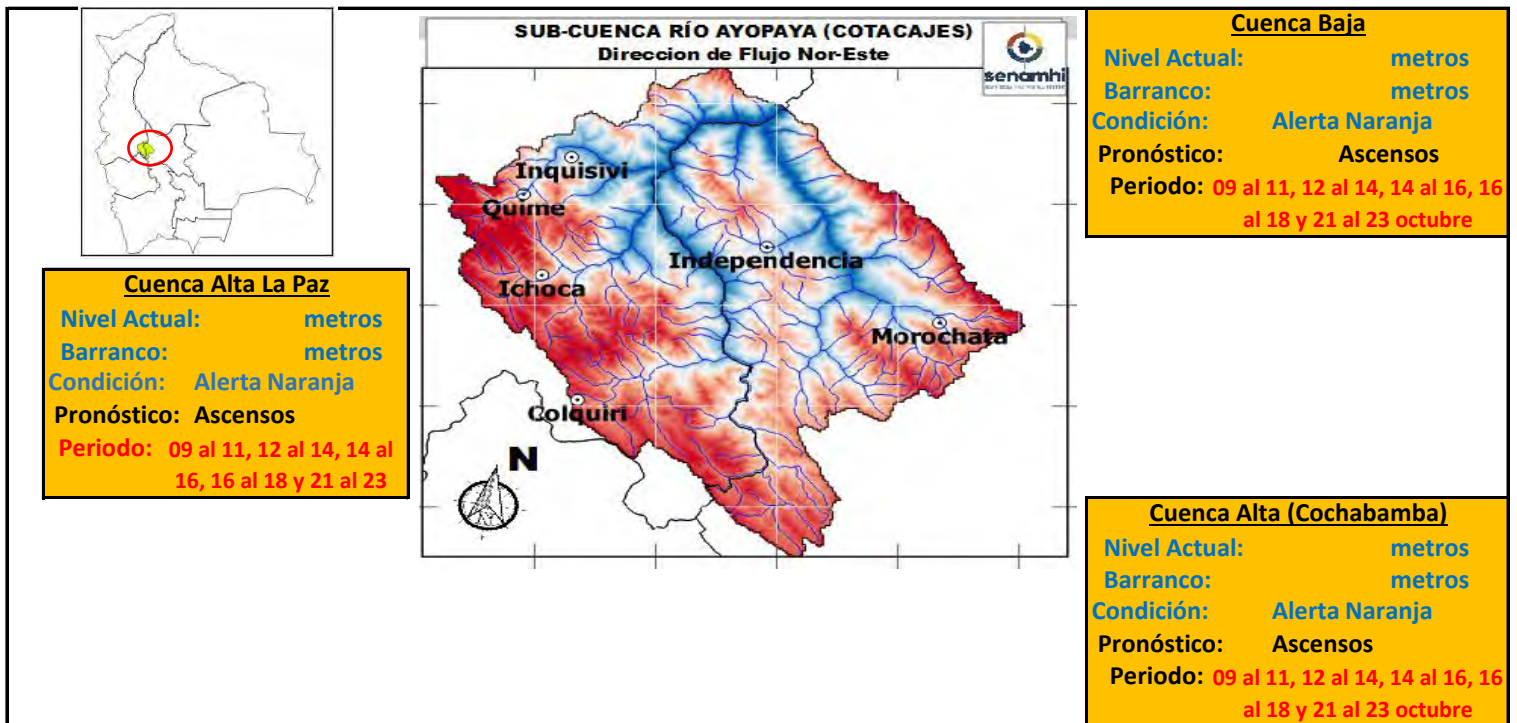 SUB-CUENCA RÍO AYOPAYA (COTACAJES)
Direccion de Flujo Nor-Este
senamhi
Inquisivi
Quime
Independencia
Ichoca
Morochata
Colquiri
N
Cuenca Alta La Paz
Nivel Actual: metros
Barranco: metros
Condición: Alerta Naranja
Pronóstico: Ascensos
Periodo: 09 al 11, 12 al 14, 14 al
16, 16 al 18 y 21 al 23
Cuenca Baja
Nivel Actual: metros
Barranco: metros
Condición: Alerta Naranja
Pronóstico: Ascensos
Periodo: 09 al 11, 12 al 14, 14 al 16, 16
al 18 y 21 al 23 octubre
Cuenca Alta (Cochabamba)
Nivel Actual: metros
Barranco: metros
Condición: Alerta Naranja
Pronóstico: Ascensos
Periodo: 09 al 11, 12 al 14, 14 al 16, 16
al 18 y 21 al 23 octubre